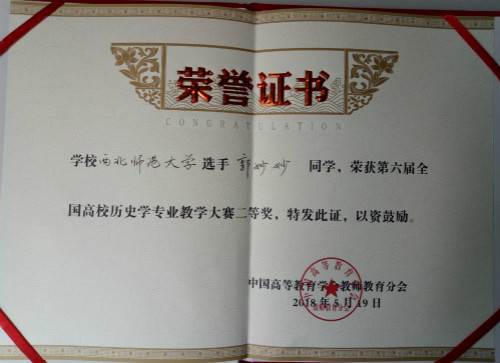 荣誉证书
CONGRATULATION
学校西北师范大学选手郭妙妙 同学，荣获第六届全
国高校历史学专业教学大赛二等奖，特发此证，以资鼓励。
中国高等教育学会教师教育分会
2018年5月19日